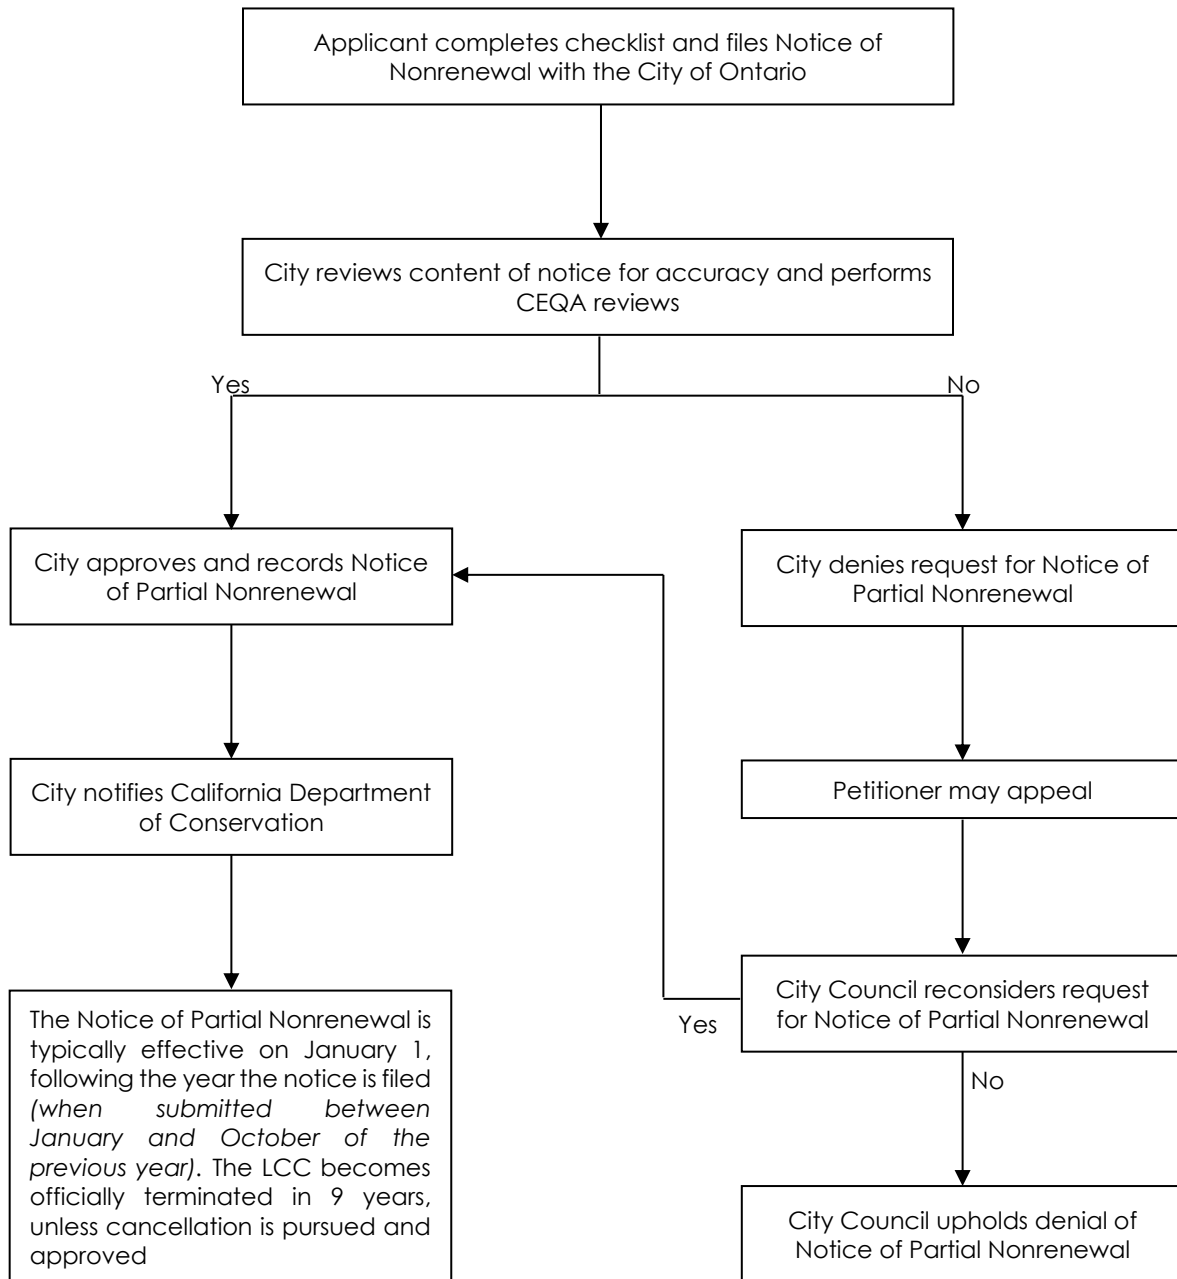 Applicant completes checklist and files Notice of
Nonrenewal with the City of Ontario
City reviews content of notice for accuracy and performs
CEQA reviews
Yes
No
City approves and records Notice
of Partial Nonrenewal
City denies request for Notice of
Partial Nonrenewal
City notifies California Department
of Conservation
Petitioner may appeal
The Notice of Partial Nonrenewal is
typically effective on January 1,
following the year the notice is filed
(when submitted between
January and October of the
previous year). The LCC becomes
officially terminated in 9 years,
unless cancellation is pursued and
approved
City Council reconsiders request
for Notice of Partial Nonrenewal
Yes
No
City Council upholds denial of
Notice of Partial Nonrenewal